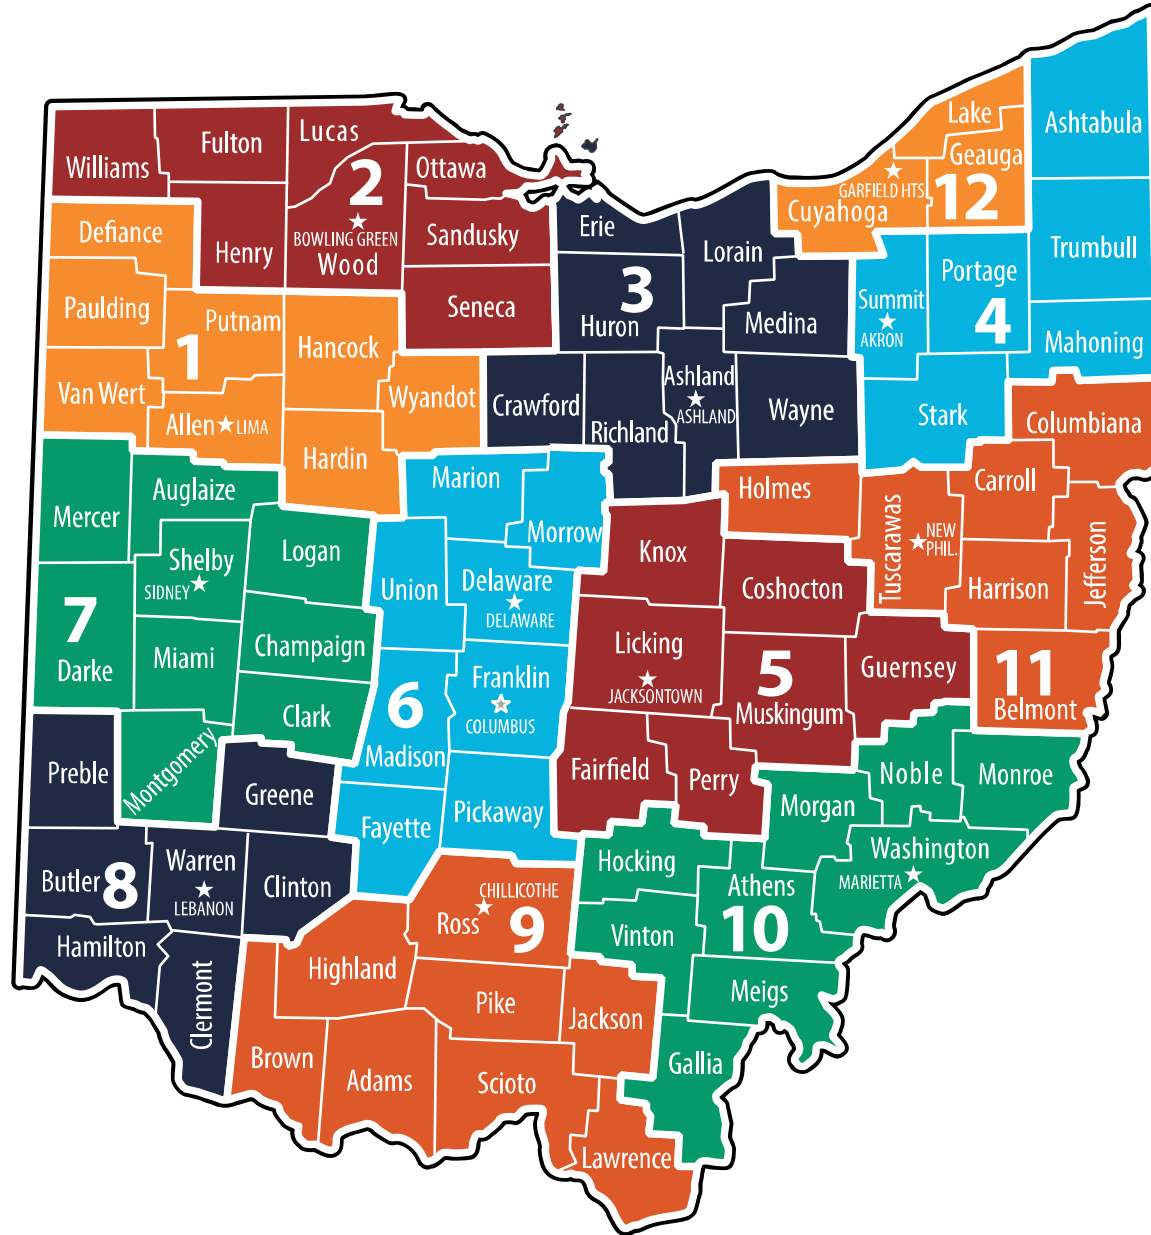 Lake
Ashtabula
Lucas
Fulton
Williams
Ottawa
Geauga
2
GARFIELD HTS.
12
Cuyahoga
BOWLING GREEN
Wood
Henry
Sandusky
Erie
Lorain
Defiance
Trumbull
Portage
4
Summit
AKRON
3
Huron
Medina
Seneca
Paulding
Putnam
1
Hancock
Mahoning
Van Wert
Allen
LIMA
Wyandot
Crawford
Ashland
ASHLAND
Richland
Wayne
Stark
Columbiana
Hardin
Marion
Auglaize
Mercer
Holmes
Carroll
Morrow
Tuscarawas
NEW
PHIL.
Jefferson
Logan
Knox
Shelby
SIDNEY
Union
Delaware
DELAWARE
Coshocton
Harrison
7
Darke
Miami
Champaign
Licking
JACKSONTOWN
5
Muskingum
Guernsey
11
Belmont
Franklin
COLUMBUS
Clark
6
Madison
Preble
Montgomery
Greene
Fairfield
Perry
Noble
Monroe
Morgan
Fayette
Pickaway
Washington
MARIETTA
Butler
8
Warren
LEBANON
Clinton
Hocking
Athens
10
CHILLICOTHE
Ross
9
Vinton
Hamilton
Highland
Clermont
Meigs
Pike
Jackson
Brown
Adams
Scioto
Gallia
Lawrence